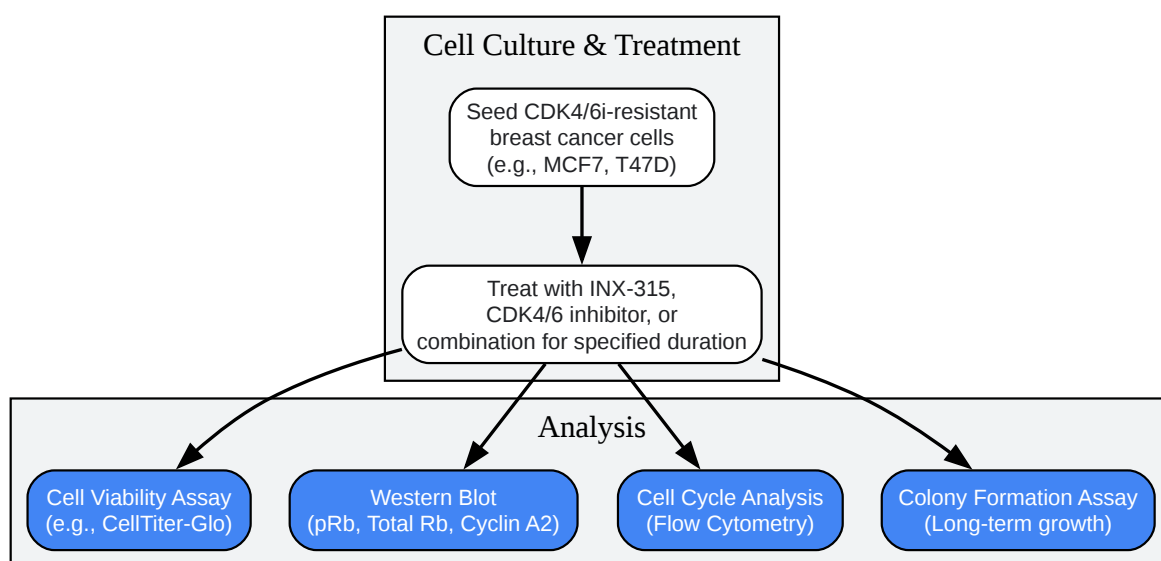 Cell Culture & Treatment
Seed CDK4/6i-resistant
breast cancer cells
(e.g., MCF7, T47D)
Treat with INX-315,
CDK4/6 inhibitor, or
combination for specified duration
Analysis
Cell Viability Assay
(e.g., CellTiter-Glo)
Western Blot
(pRb, Total Rb, Cyclin A2)
Cell Cycle Analysis
(Flow Cytometry)
Colony Formation Assay
(Long-term growth)